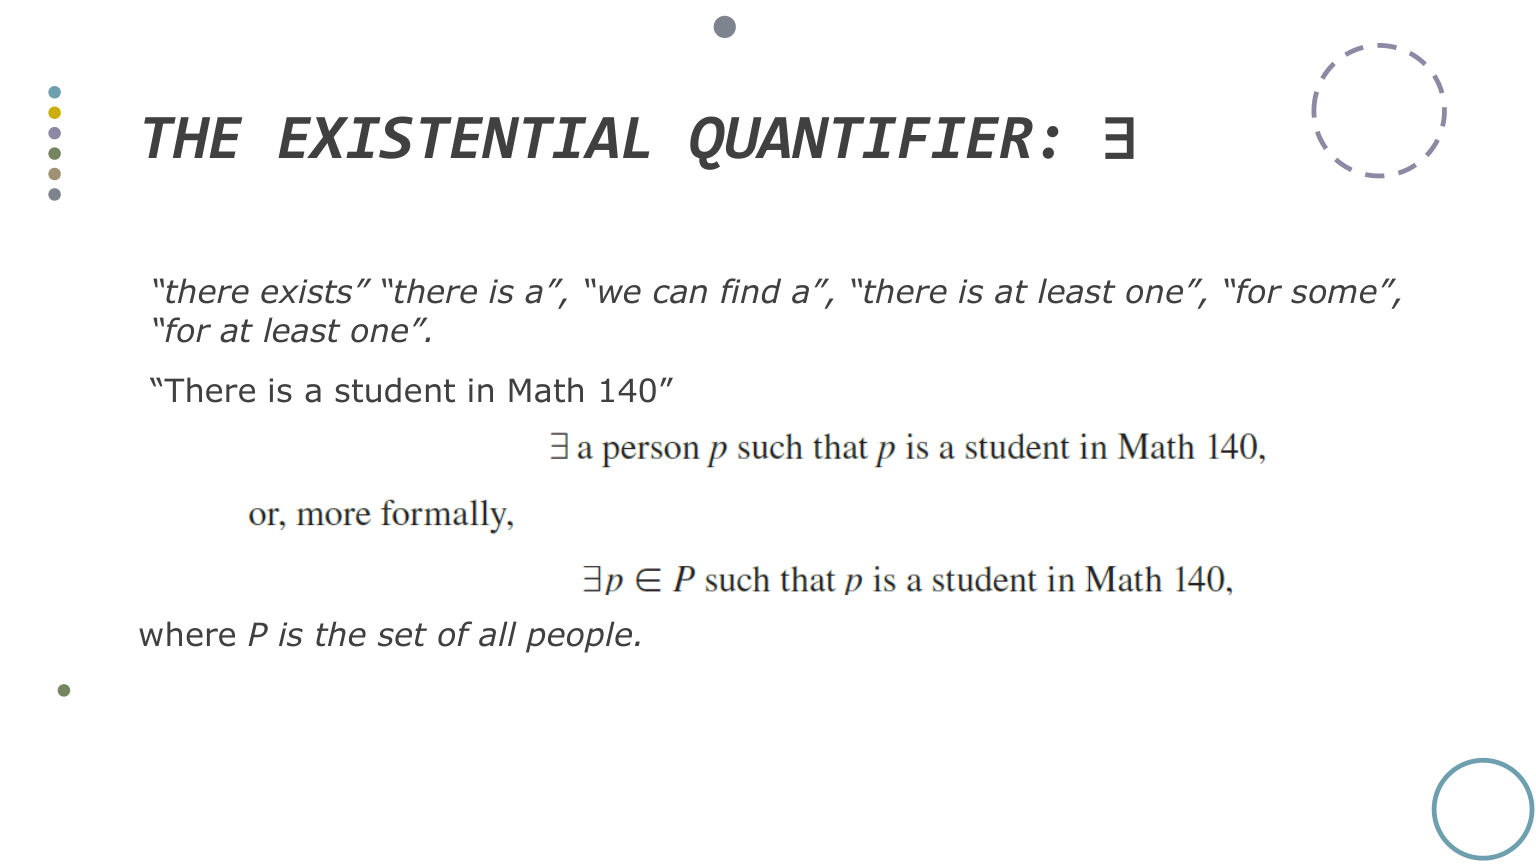 THE EXISTENTIAL QUANTIFIER: ∃
“there exists” “there is a”, “we can find a”, “there is at least one”, “for some”,
“for at least one”.
“There is a student in Math 140”
∃ a person p such that p is a student in Math 140,
or, more formally,
∃p ∈ P such that p is a student in Math 140,
where P is the set of all people.